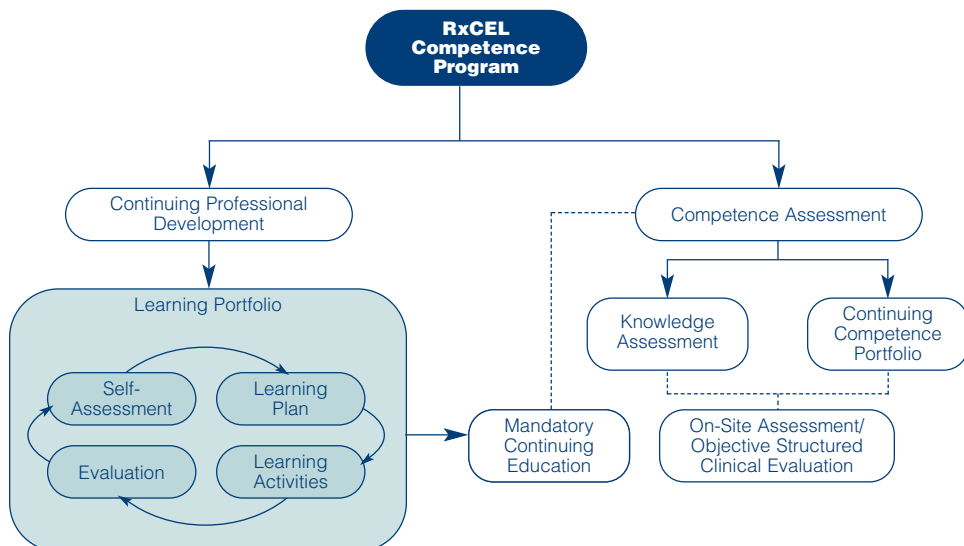 RxCEL
Competence
Program
Continuing Professional
Development
Competence Assessment
Learning Portfolio
Self-
Assessment
Learning
Plan
Evaluation
Learning
Activities
Knowledge
Assessment
Continuing
Competence
Portfolio
Mandatory
Continuing
Education
On-Site Assessment/
Objective Structured
Clinical Evaluation